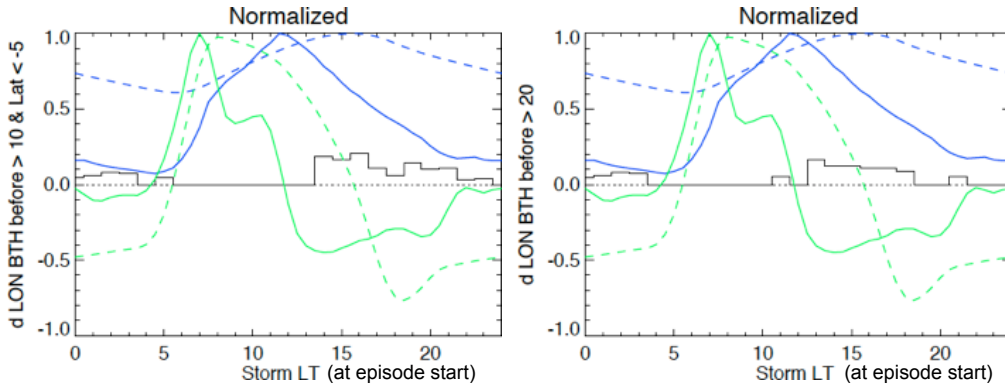 Normalized
d LON BTH before > 10 & Lat < -5
1.0
0.5
0.0
-0.5
-1.0
0 5 10 15 20
Storm LT (at episode start)
Normalized
d LON BTH before > 20
1.0
0.5
0.0
-0.5
-1.0
0 5 10 15 20
Storm LT (at episode start)